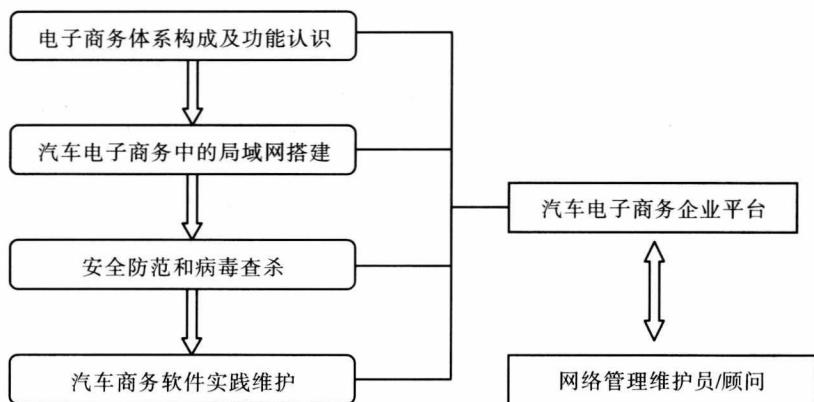 电子商务体系构成及功能认识
汽车电子商务中的局域网搭建
安全防范和病毒查杀
汽车商务软件实践维护
汽车电子商务企业平台
网络管理维护员/顾问